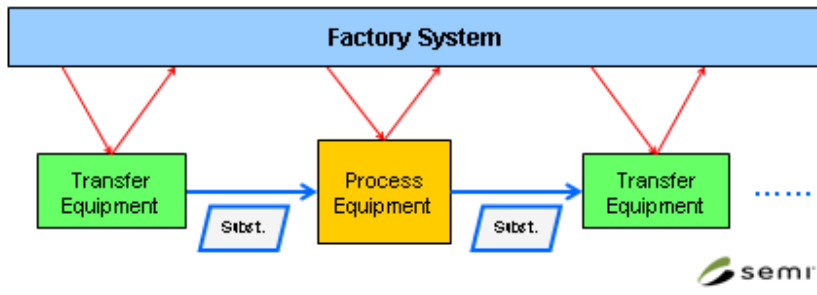 Factory System
Transfer
Equipment
Process
Equipment
Transfer
Equipment
Subst.
Subst.
......
semi